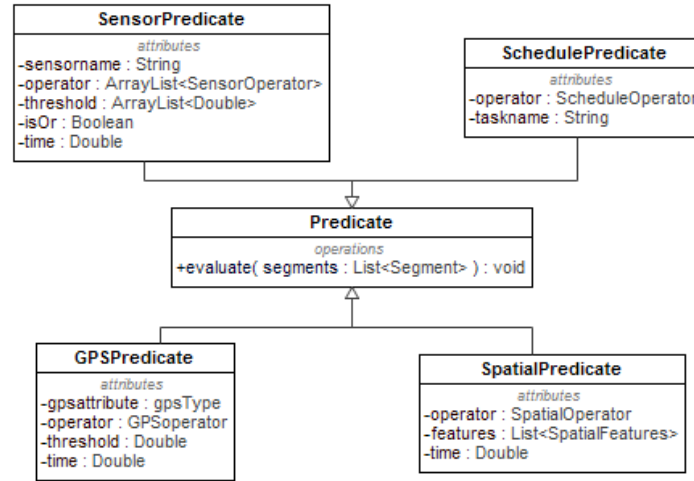 SensorPredicate
attributes
-sensorname : String
-operator : ArrayList<SensorOperator>
-threshold : ArrayList<Double>
-isOr : Boolean
-time : Double
SchedulePredicate
attributes
-operator : ScheduleOperator
-taskname : String
Predicate
operations
+evaluate( segments : List<Segment> ) : void
GPSPredicate
attributes
-gpsattribute : gpsType
-operator : GPSoperator
-threshold : Double
-time : Double
SpatialPredicate
attributes
-operator : SpatialOperator
-features : List<SpatialFeatures>
-time : Double